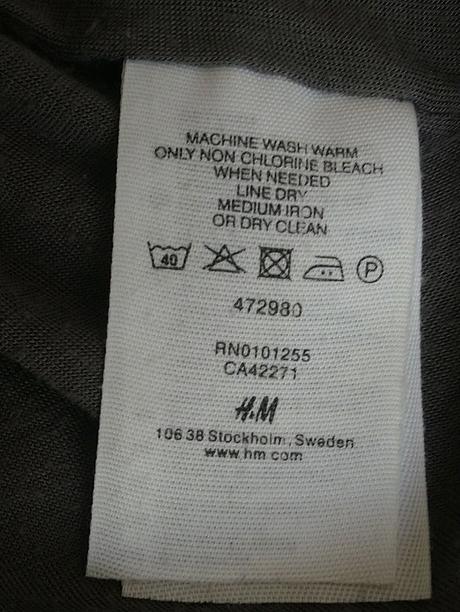 MACHINE WASH WARM
ONLY NON CHLORINE BLEACH
WHEN NEEDED
LINE DRY
MEDIUM IRON
OR DRY CLEAN
40 P
472980
RN0101255
CA42271
H&M
106 38 Stockholm, Sweden
www.hm.com